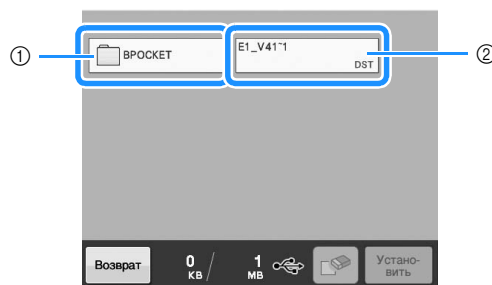 ① BPOCKET E1_V41~1 DST ②
Возврат 0 KB / 1 MB Устано-
вить